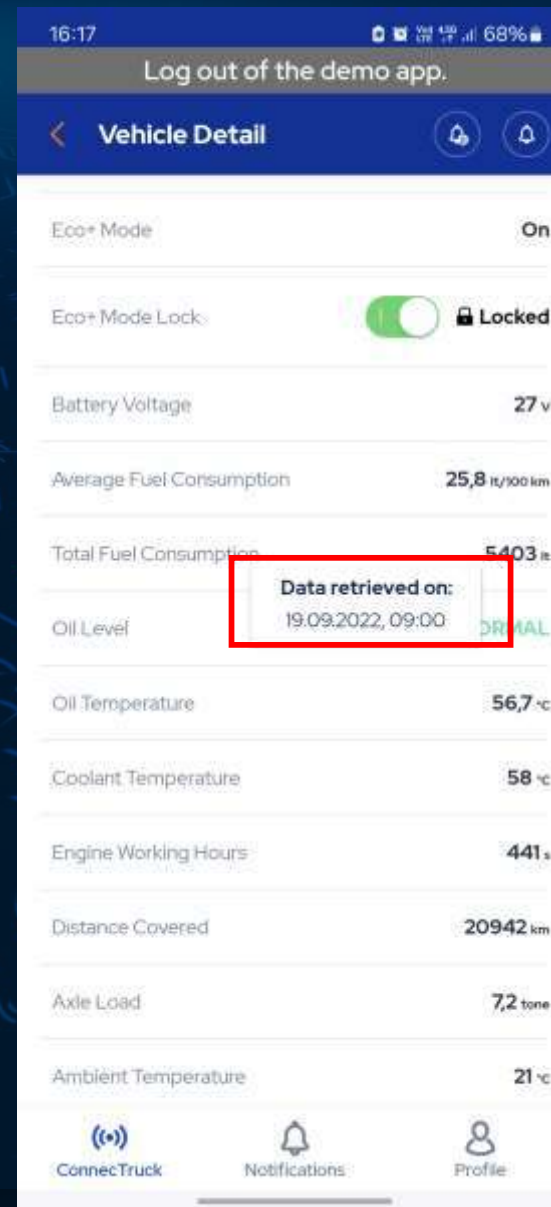 16:17 68%
Log out of the demo app.
Vehicle Detail
Eco+ Mode On
Eco+ Mode Lock Locked
Battery Voltage 27 v
Average Fuel Consumption 25,8 lt/100 km
Total Fuel Consumption 5403 lt
Data retrieved on:
19.09.2022, 09:00
Oil Level ORMAL
Oil Temperature 56,7 °C
Coolant Temperature 58 °C
Engine Working Hours 441 s
Distance Covered 20942 km
Axle Load 7,2 tone
Ambient Temperature 21 °C
ConnecTruck Notifications Profile